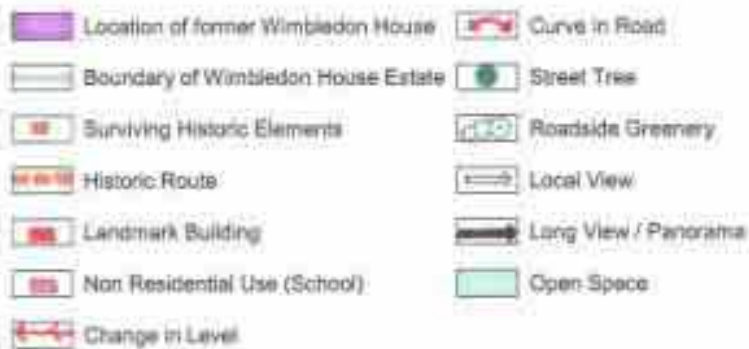 Location of former Wimbledon House
Boundary of Wimbledon House Estate
Surviving Historic Elements
Historic Route
Landmark Building
Non Residential Use (School)
Change in Level
Curve in Road
Street Tree
Roadside Greenery
Local View
Long View / Panorama
Open Space